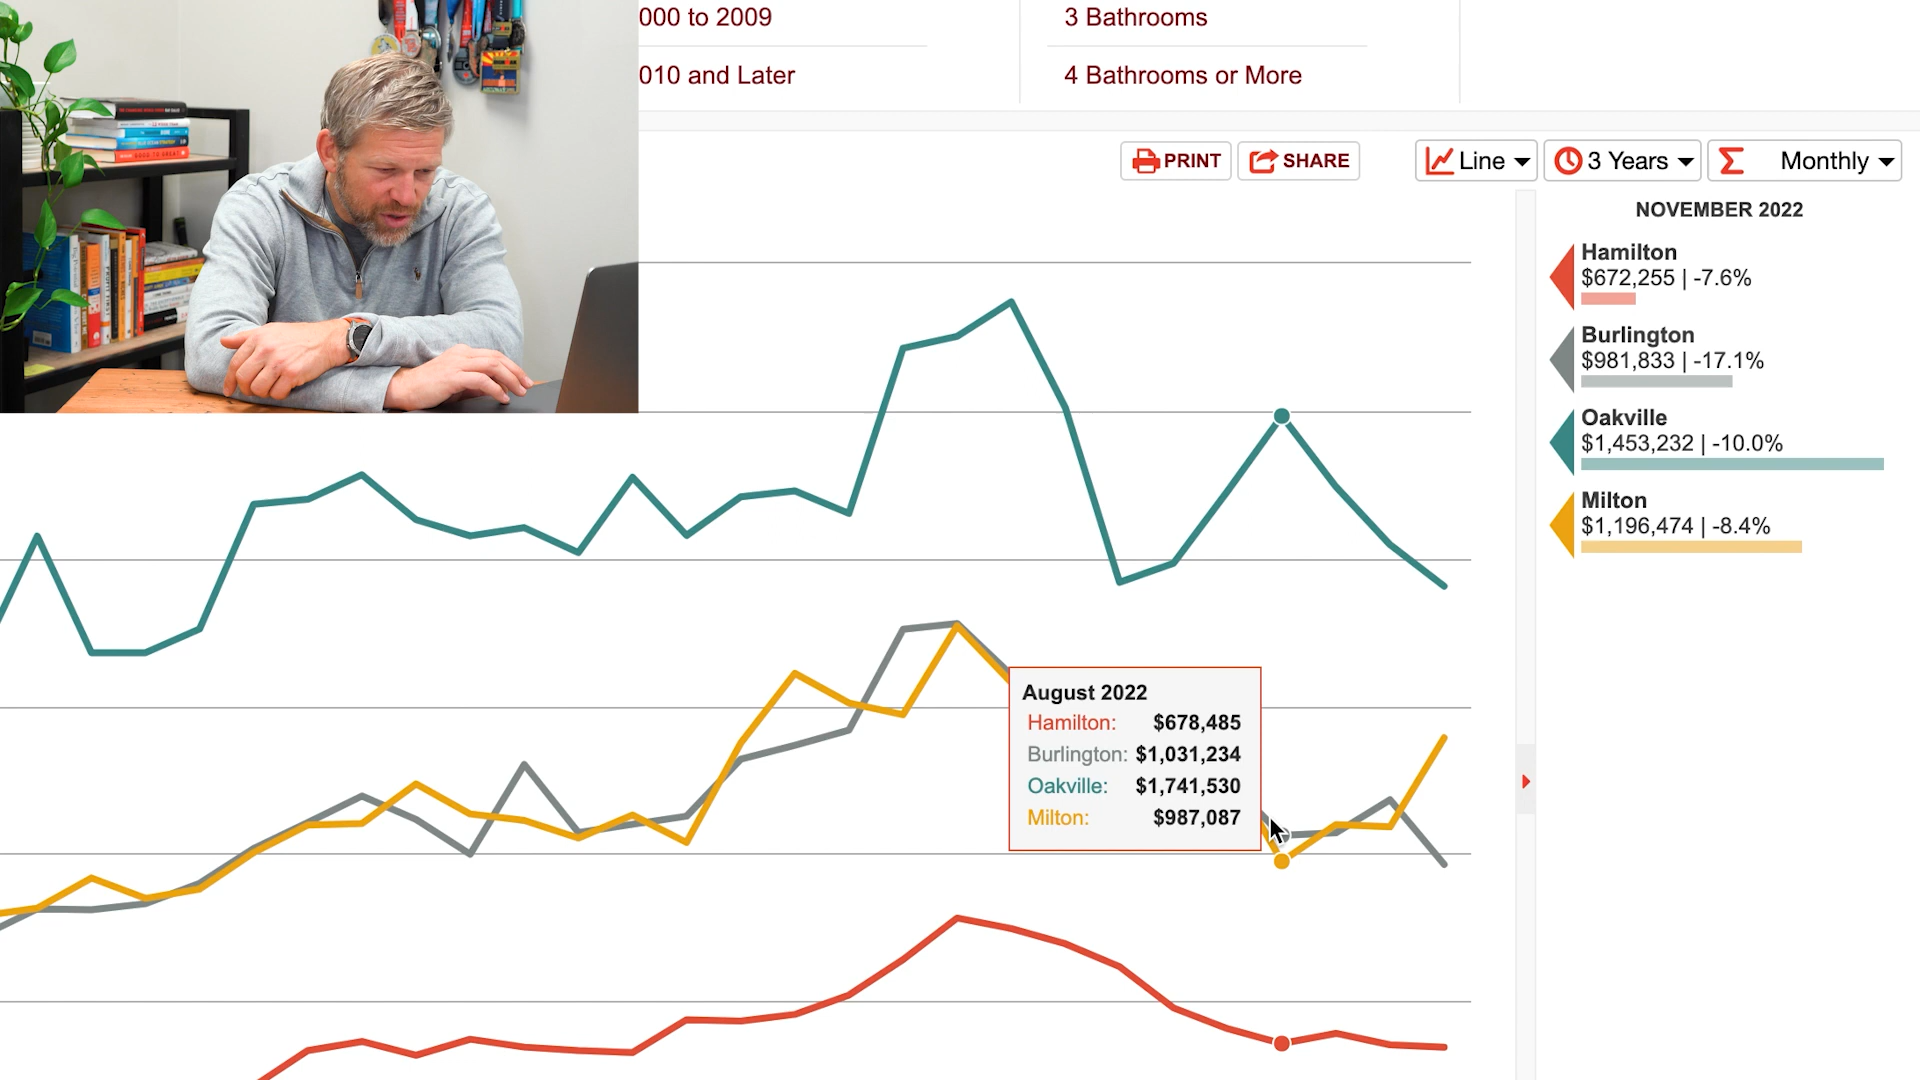 000 to 2009
3 Bathrooms
010 and Later
4 Bathrooms or More
PRINT
SHARE
Line
3 Years
Monthly
NOVEMBER 2022
Hamilton
$672,255 | -7.6%
Burlington
$981,833 | -17.1%
Oakville
$1,453,232 | -10.0%
Milton
$1,196,474 | -8.4%
August 2022
Hamilton: $678,485
Burlington: $1,031,234
Oakville: $1,741,530
Milton: $987,087
GOOD TO GREAT